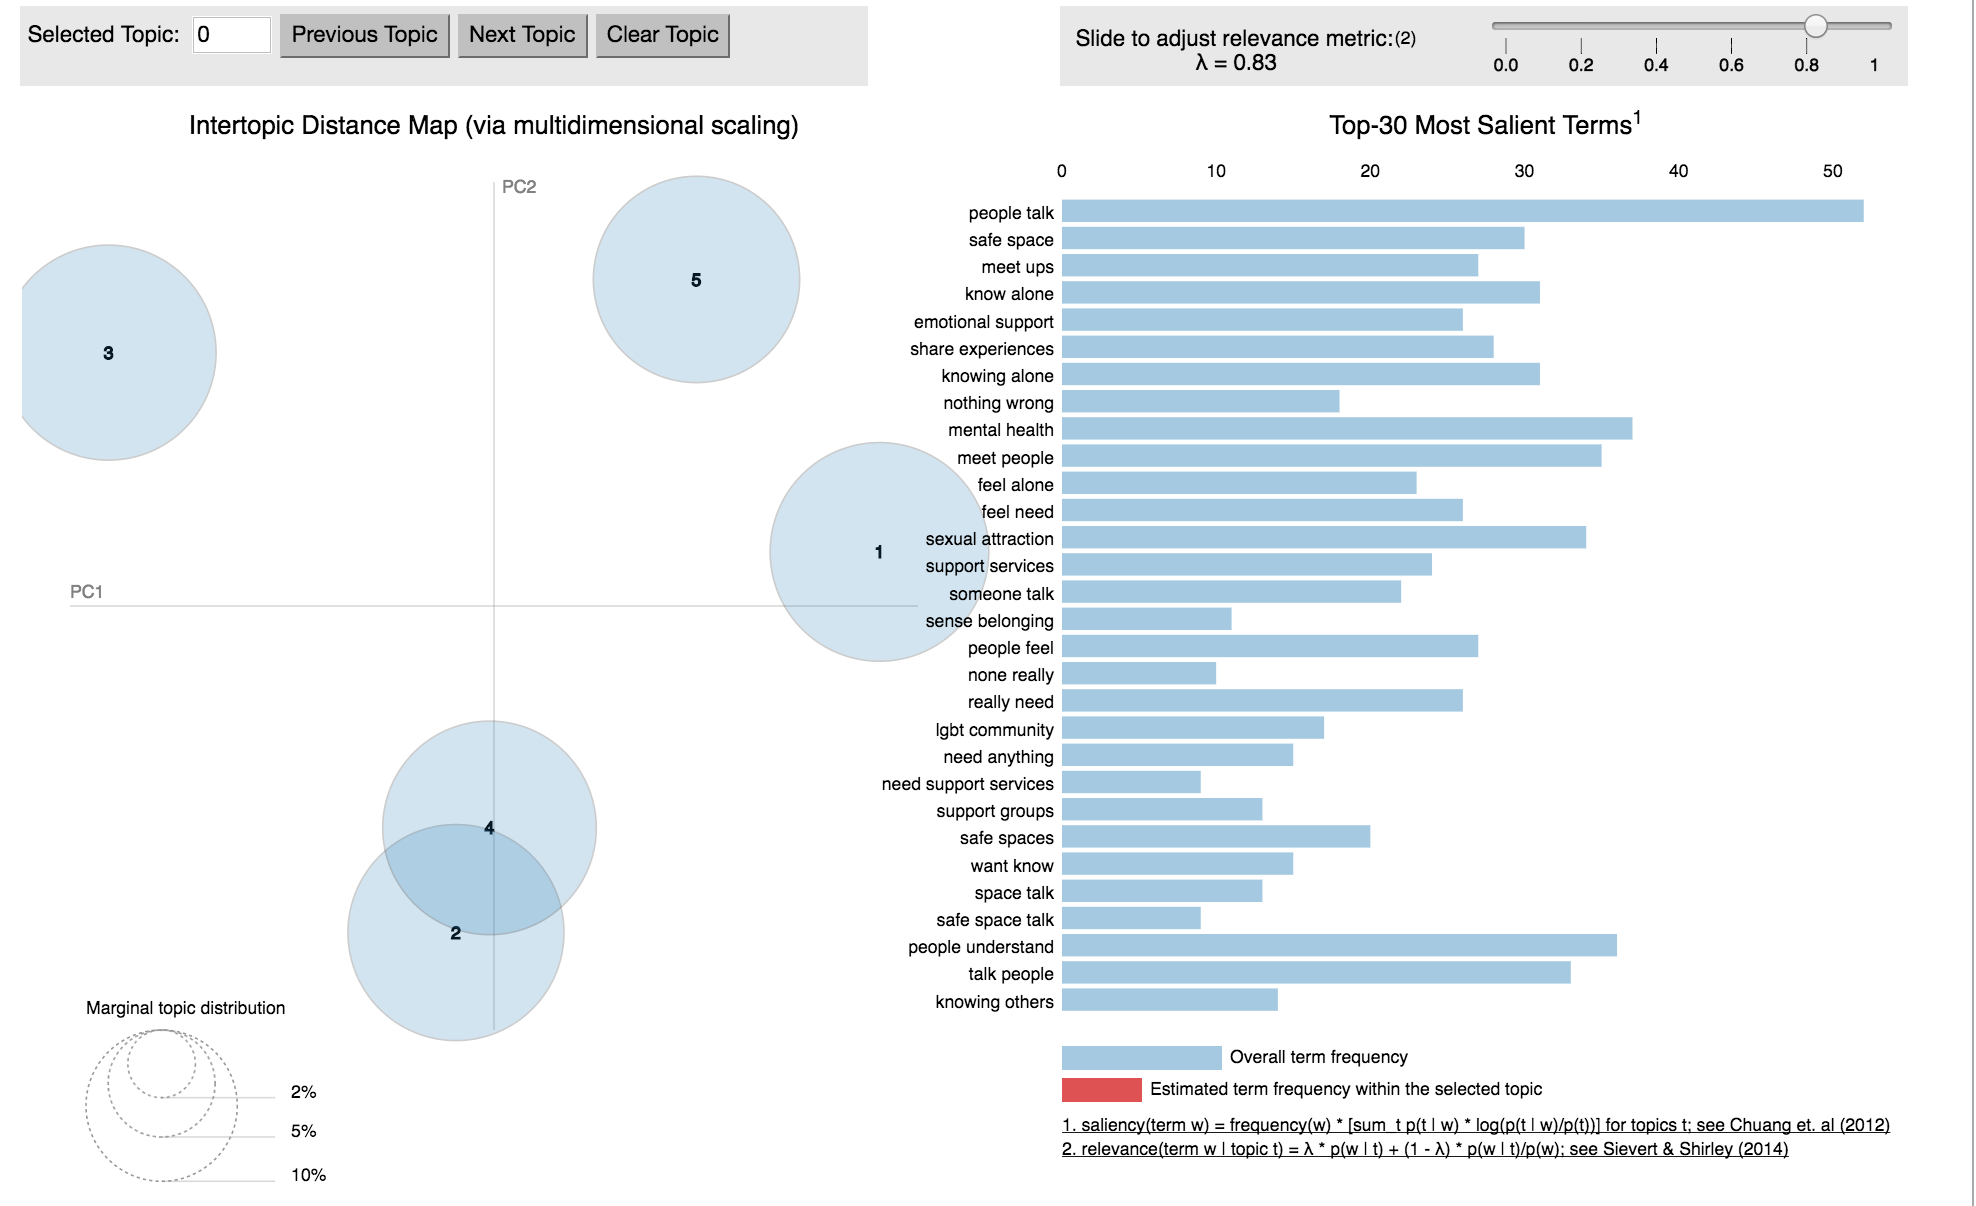 Selected Topic: 0 Previous Topic Next Topic Clear Topic
Slide to adjust relevance metric:(2)
λ = 0.83
0.0 0.2 0.4 0.6 0.8 1
Intertopic Distance Map (via multidimensional scaling)
PC2
5
3
1
PC1
4
2
Marginal topic distribution
2%
5%
10%
Top-30 Most Salient Terms1
0 10 20 30 40 50
people talk
safe space
meet ups
know alone
emotional support
share experiences
knowing alone
nothing wrong
mental health
meet people
feel alone
feel need
sexual attraction
support services
someone talk
sense belonging
people feel
none really
really need
lgbt community
need anything
need support services
support groups
safe spaces
want know
space talk
safe space talk
people understand
talk people
knowing others
Overall term frequency
Estimated term frequency within the selected topic
1. saliency(term w) = frequency(w) * [sum_t p(t | w) * log(p(t | w)/p(t))] for topics t; see Chuang et. al (2012)
2. relevance(term w | topic t) = λ * p(w | t) + (1 - λ) * p(w | t)/p(w); see Sievert & Shirley (2014)